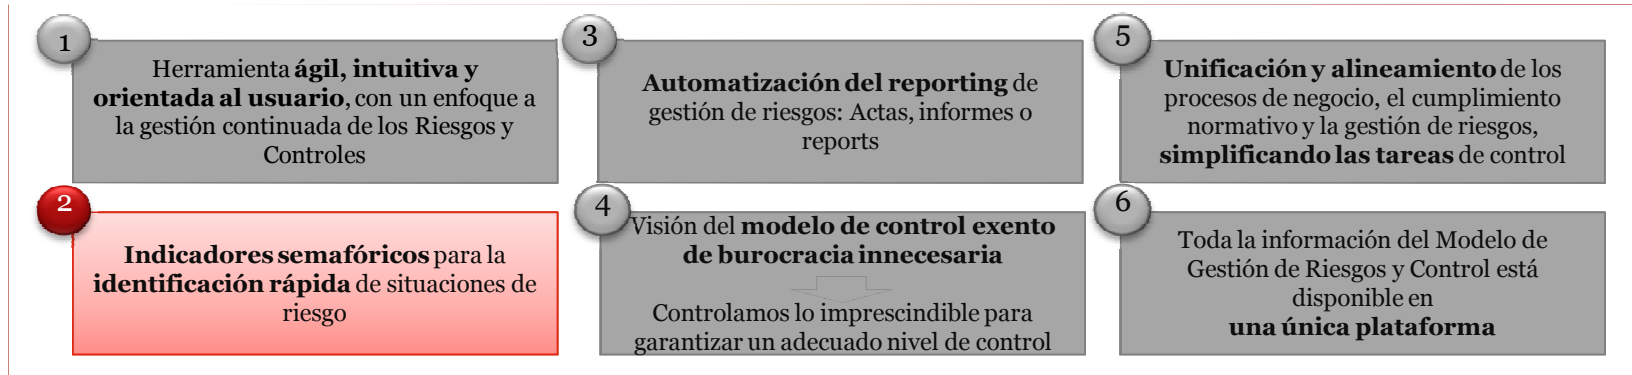 1
Herramienta ágil, intuitiva y
orientada al usuario, con un enfoque a
la gestión continuada de los Riesgos y
Controles
2
Indicadores semafóricos para la
identificación rápida de situaciones de
riesgo
3
Automatización del reporting de
gestión de riesgos: Actas, informes o
reports
4
Visión del modelo de control exento
de burocracia innecesaria
Controlamos lo imprescindible para
garantizar un adecuado nivel de control
5
Unificación y alineamiento de los
procesos de negocio, el cumplimiento
normativo y la gestión de riesgos,
simplificando las tareas de control
6
Toda la información del Modelo de
Gestión de Riesgos y Control está
disponible en
una única plataforma